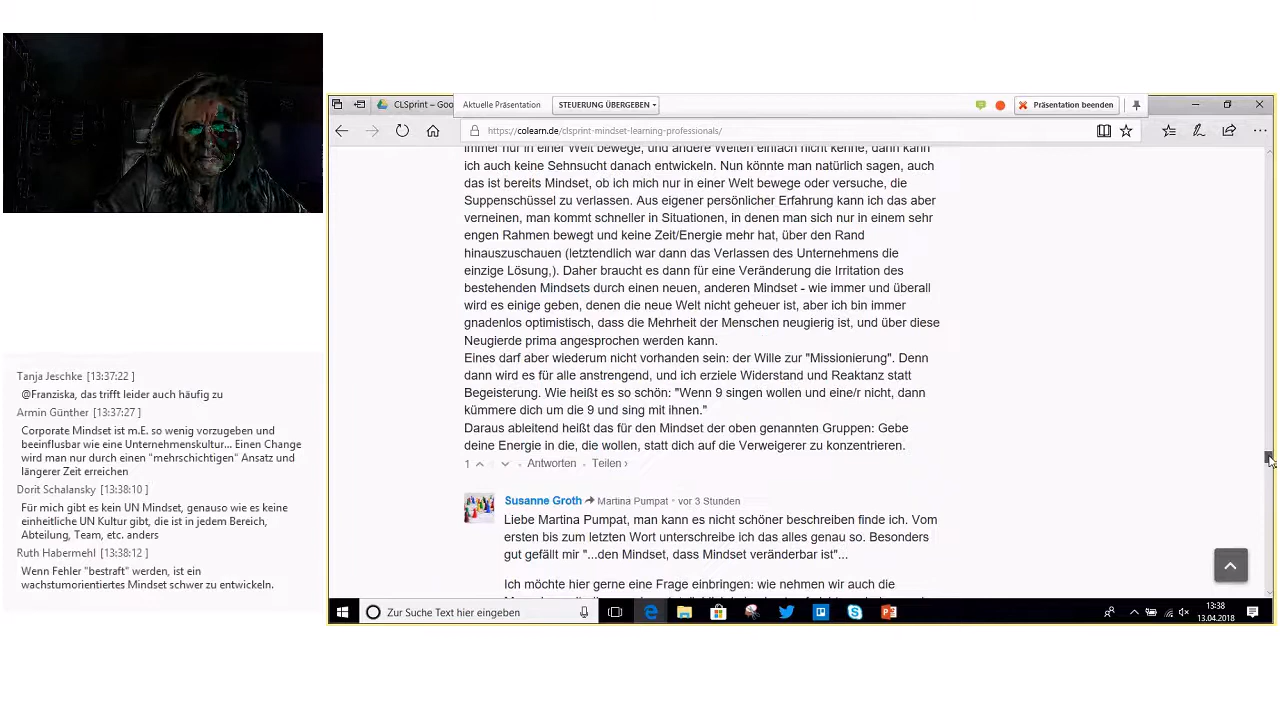 CLSprint – Goo
Aktuelle Präsentation
STEUERUNG ÜBERGEBEN
Präsentation beenden
https://colearn.de/clsprint-mindset-learning-professionals/
immer nur in einer Welt bewege, und andere Welten einfach nicht kenne, dann kann
ich auch keine Sehnsucht danach entwickeln. Nun könnte man natürlich sagen, auch
das ist bereits Mindset, ob ich mich nur in einer Welt bewege oder versuche, die
Suppenschüssel zu verlassen. Aus eigener persönlicher Erfahrung kann ich das aber
verneinen, man kommt schneller in Situationen, in denen man sich nur in einem sehr
engen Rahmen bewegt und keine Zeit/Energie mehr hat, über den Rand
hinauszuschauen (letztendlich war dann das Verlassen des Unternehmens die
einzige Lösung,). Daher braucht es dann für eine Veränderung die Irritation des
bestehenden Mindsets durch einen neuen, anderen Mindset - wie immer und überall
wird es einige geben, denen die neue Welt nicht geheuer ist, aber ich bin immer
gnadenlos optimistisch, dass die Mehrheit der Menschen neugierig ist, und über diese
Neugierde prima angesprochen werden kann.
Eines darf aber wiederum nicht vorhanden sein: der Wille zur "Missionierung". Denn
dann wird es für alle anstrengend, und ich erziele Widerstand und Reaktanz statt
Begeisterung. Wie heißt es so schön: "Wenn 9 singen wollen und eine/r nicht, dann
kümmere dich um die 9 und sing mit ihnen."
Daraus ableitend heißt das für den Mindset der oben genannten Gruppen: Gebe
deine Energie in die, die wollen, statt dich auf die Verweigerer zu konzentrieren.
1 • Antworten • Teilen ›
Susanne Groth Martina Pumpat • vor 3 Stunden
Liebe Martina Pumpat, man kann es nicht schöner beschreiben finde ich. Vom
ersten bis zum letzten Wort unterschreibe ich das alles genau so. Besonders
gut gefällt mir "...den Mindset, dass Mindset veränderbar ist"...
Ich möchte hier gerne eine Frage einbringen: wie nehmen wir auch die
Tanja Jeschke [13:37:22 ]
@Franziska, das trifft leider auch häufig zu
Armin Günther [13:37:27 ]
Corporate Mindset ist m.E. so wenig vorzugeben und
beeinflusbar wie eine Unternehmenskultur... Einen Change
wird man nur durch einen "mehrschichtigen" Ansatz und
längerer Zeit erreichen
Dorit Schalansky [13:38:10 ]
Für mich gibt es kein UN Mindset, genauso wie es keine
einheitliche UN Kultur gibt, die ist in jedem Bereich,
Abteilung, Team, etc. anders
Ruth Habermehl [13:38:12 ]
Wenn Fehler "bestraft" werden, ist ein
wachstumorientiertes Mindset schwer zu entwickeln.
Zur Suche Text hier eingeben
13:38
13.04.2018